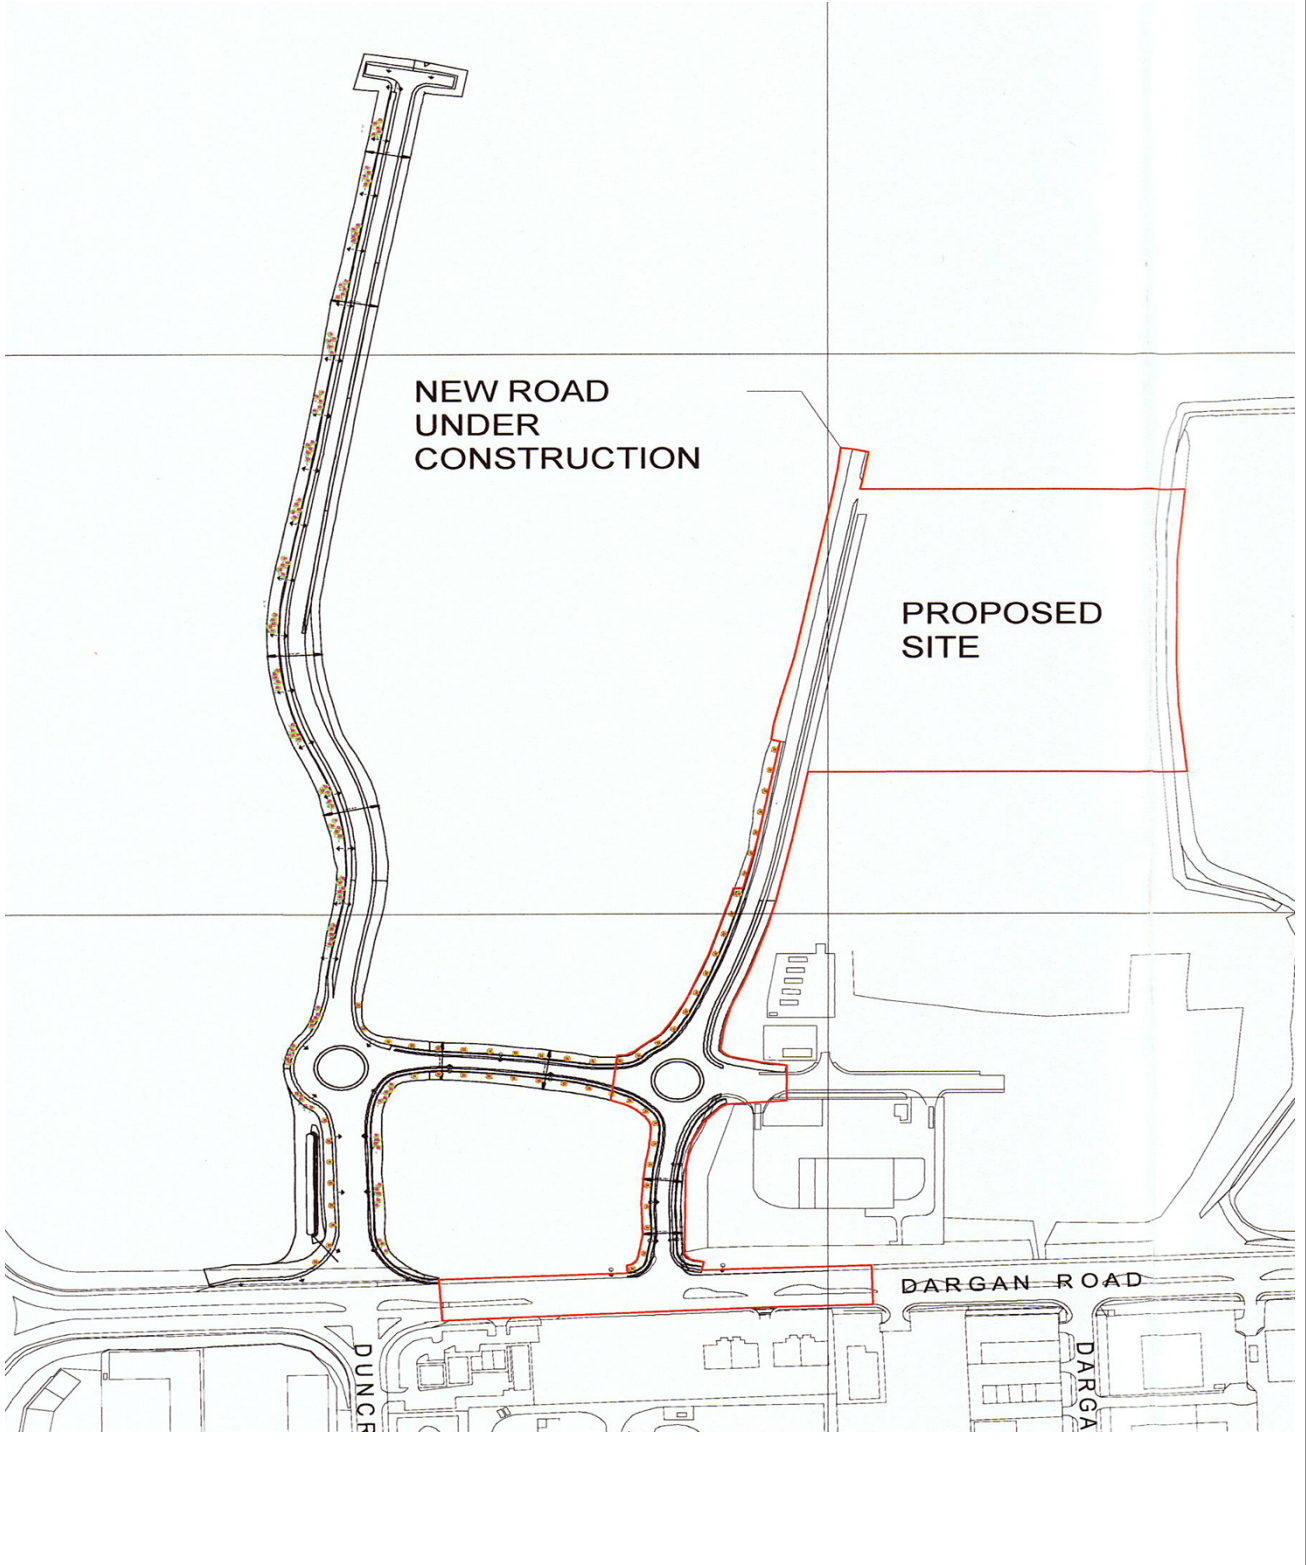 NEW ROAD
UNDER
CONSTRUCTION
PROPOSED
SITE
DARGAN ROAD
DUNCR
DARGA